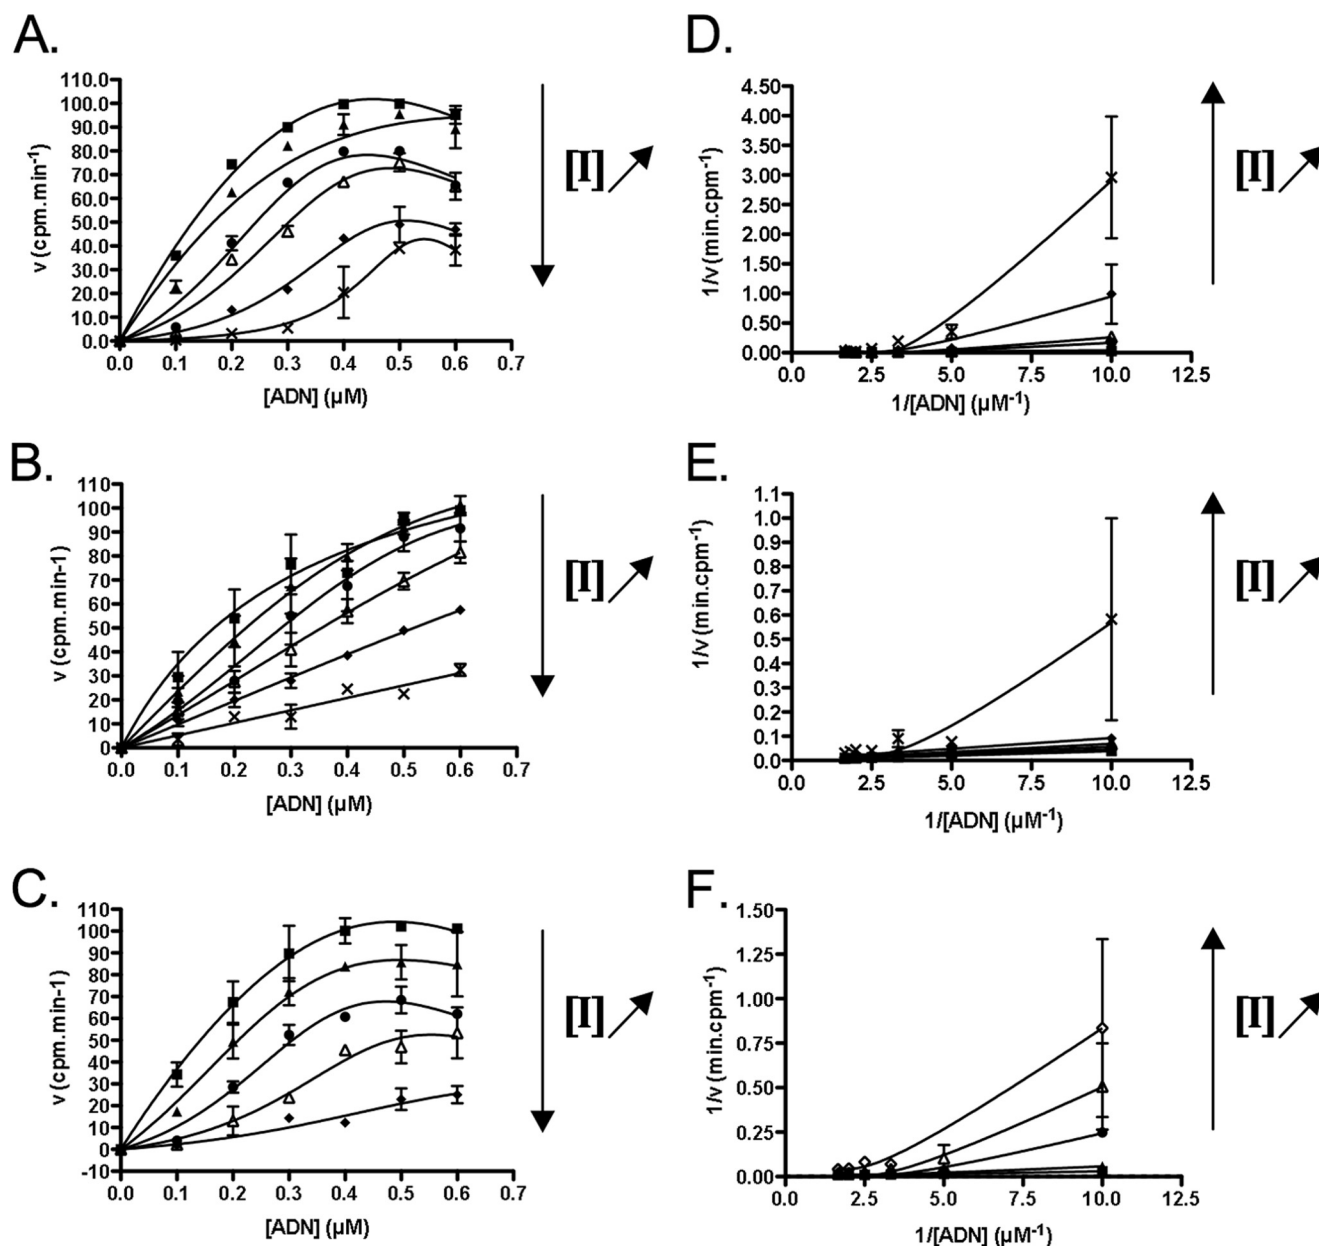 A.
110.0
100.0
90.0
80.0
70.0
60.0
50.0
40.0
30.0
20.0
10.0
0.0
v (cpm.min-1)
0.0 0.1 0.2 0.3 0.4 0.5 0.6 0.7
[ADN] (µM)
[I]
D.
4.50
4.00
3.50
3.00
2.50
2.00
1.50
1.00
0.50
0.00
1/v (min.cpm-1)
0.0 2.5 5.0 7.5 10.0 12.5
1/[ADN] (µM-1)
[I]
B.
110
100
90
80
70
60
50
40
30
20
10
0
v (cpm.min-1)
0.0 0.1 0.2 0.3 0.4 0.5 0.6 0.7
[ADN] (µM)
[I]
E.
1.1
1.0
0.9
0.8
0.7
0.6
0.5
0.4
0.3
0.2
0.1
0.0
1/v (min.cpm-1)
0.0 2.5 5.0 7.5 10.0 12.5
1/[ADN] (µM-1)
[I]
C.
110
100
90
80
70
60
50
40
30
20
10
0
-10
v (cpm.min-1)
0.0 0.1 0.2 0.3 0.4 0.5 0.6 0.7
[ADN] (µM)
[I]
F.
1.50
1.25
1.00
0.75
0.50
0.25
0.00
1/v (min.cpm-1)
0.0 2.5 5.0 7.5 10.0 12.5
1/[ADN] (µM-1)
[I]